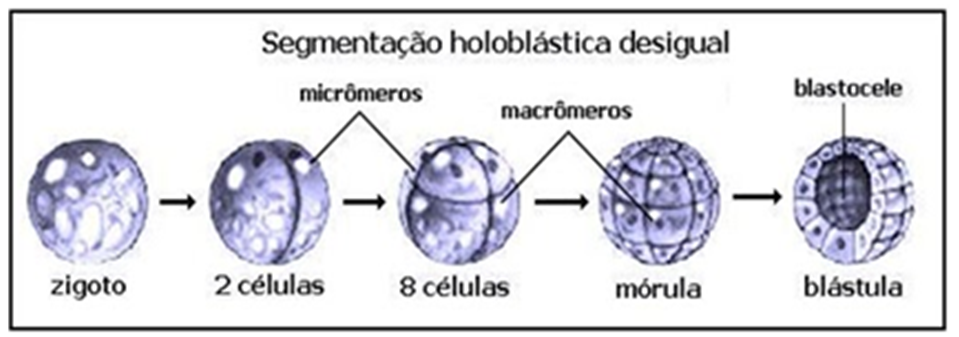 Segmentação holoblástica desigual
micrômeros
macrômeros
blastocele
zigoto
2 células
8 células
mórula
blástula